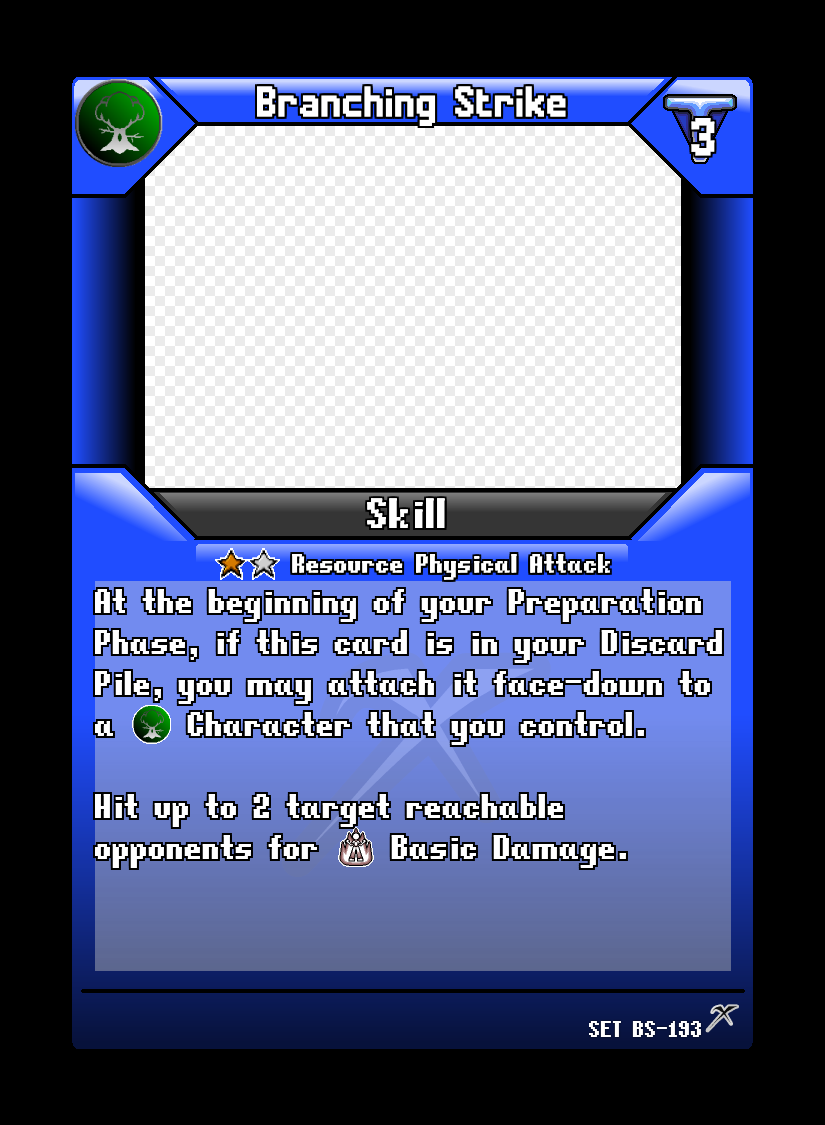 Branching Strike
3
Skill
Resource Physical Attack
At the beginning of your Preparation
Phase, if this card is in your Discard
Pile, you may attach it face-down to
a Character that you control.
Hit up to 2 target reachable
opponents for Basic Damage.
SET BS-193